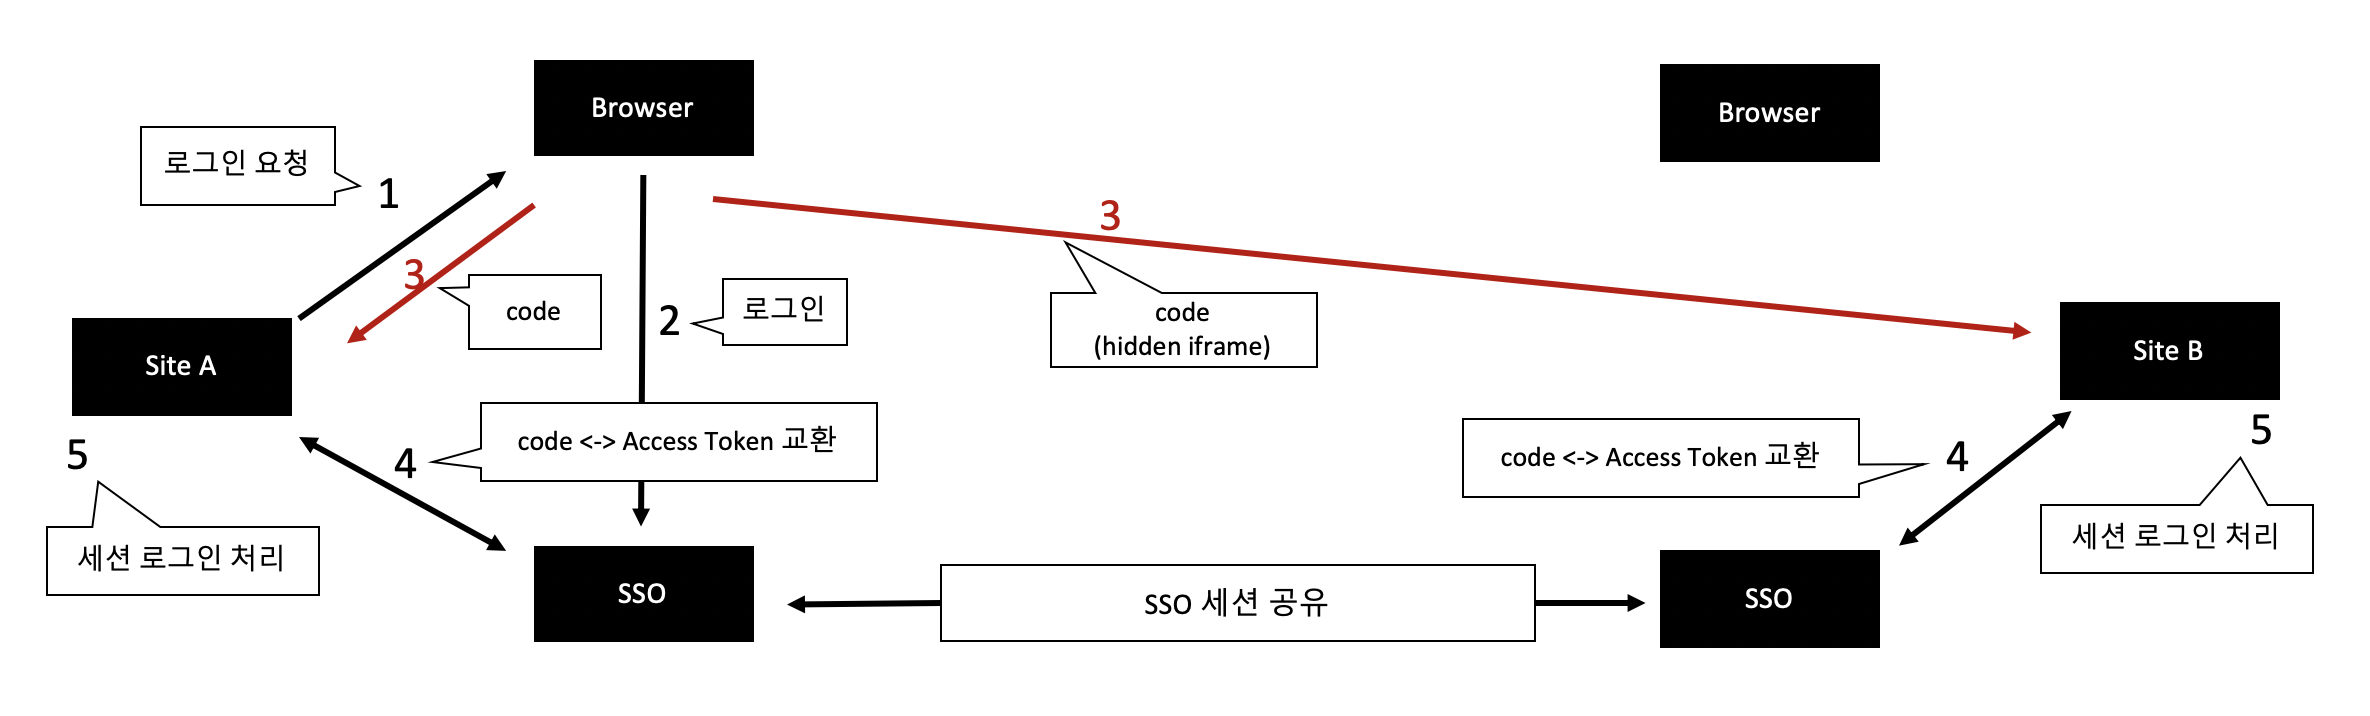 Browser
Browser
로그인 요청
1
3
3
code
2
로그인
code
(hidden iframe)
Site A
Site B
5
4
code <-> Access Token 교환
code <-> Access Token 교환
4
5
세션 로그인 처리
세션 로그인 처리
SSO
SSO 세션 공유
SSO